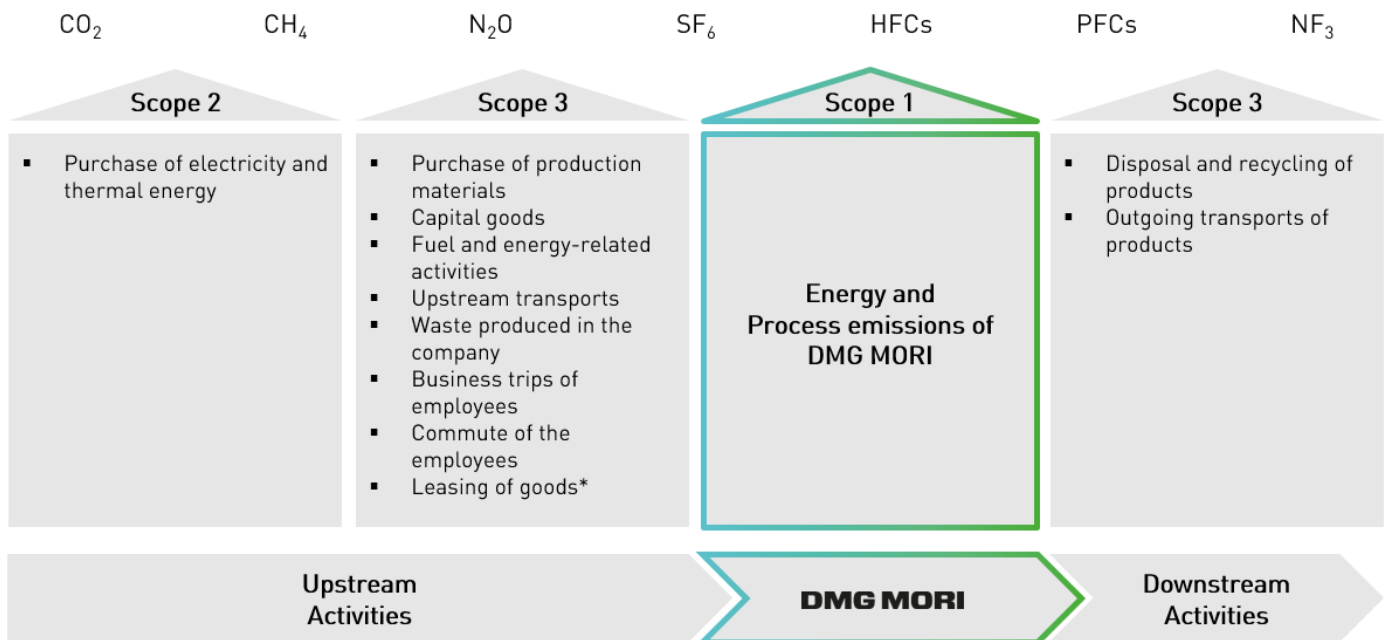 CO₂ CH₄ N₂O SF₆ HFCs PFCs NF₃
Scope 2
▪ Purchase of electricity and
thermal energy
Scope 3
▪ Purchase of production
materials
▪ Capital goods
▪ Fuel and energy-related
activities
▪ Upstream transports
▪ Waste produced in the
company
▪ Business trips of
employees
▪ Commute of the
employees
▪ Leasing of goods*
Scope 1
Energy and
Process emissions of
DMG MORI
Scope 3
▪ Disposal and recycling of
products
▪ Outgoing transports of
products
Upstream
Activities
DMG MORI
Downstream
Activities